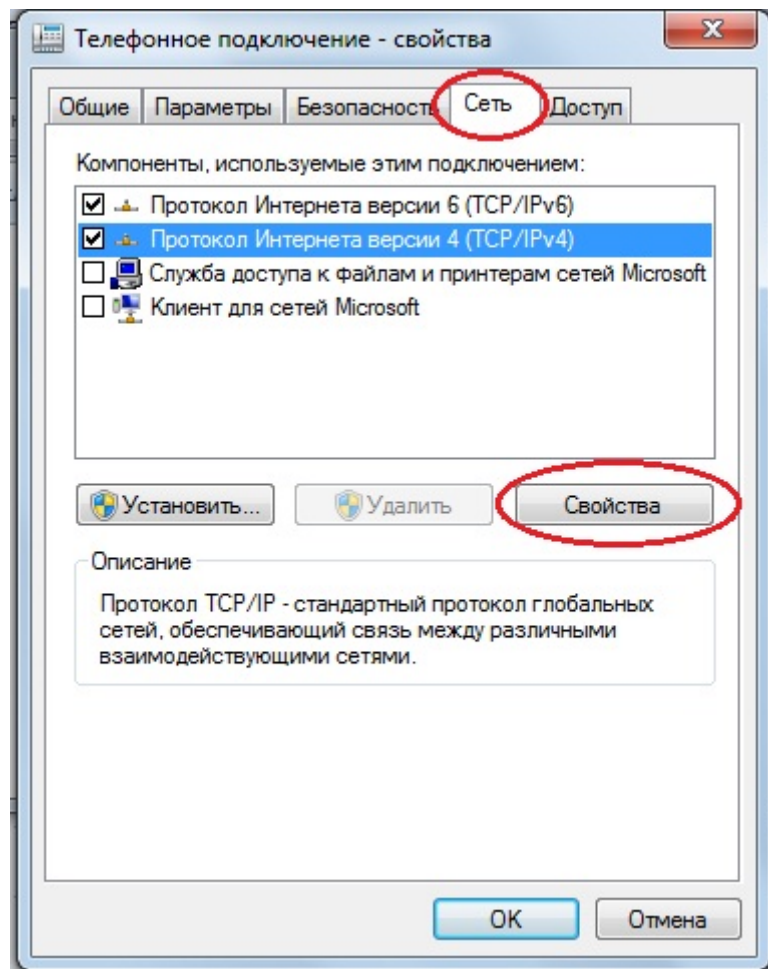 Телефонное подключение - свойства
Общие Параметры Безопасность Сеть Доступ
Компоненты, используемые этим подключением:
Протокол Интернета версии 6 (TCP/IPv6)
Протокол Интернета версии 4 (TCP/IPv4)
Служба доступа к файлам и принтерам сетей Microsoft
Клиент для сетей Microsoft
Установить... Удалить Свойства
Описание
Протокол TCP/IP - стандартный протокол глобальных
сетей, обеспечивающий связь между различными
взаимодействующими сетями.
OK Отмена